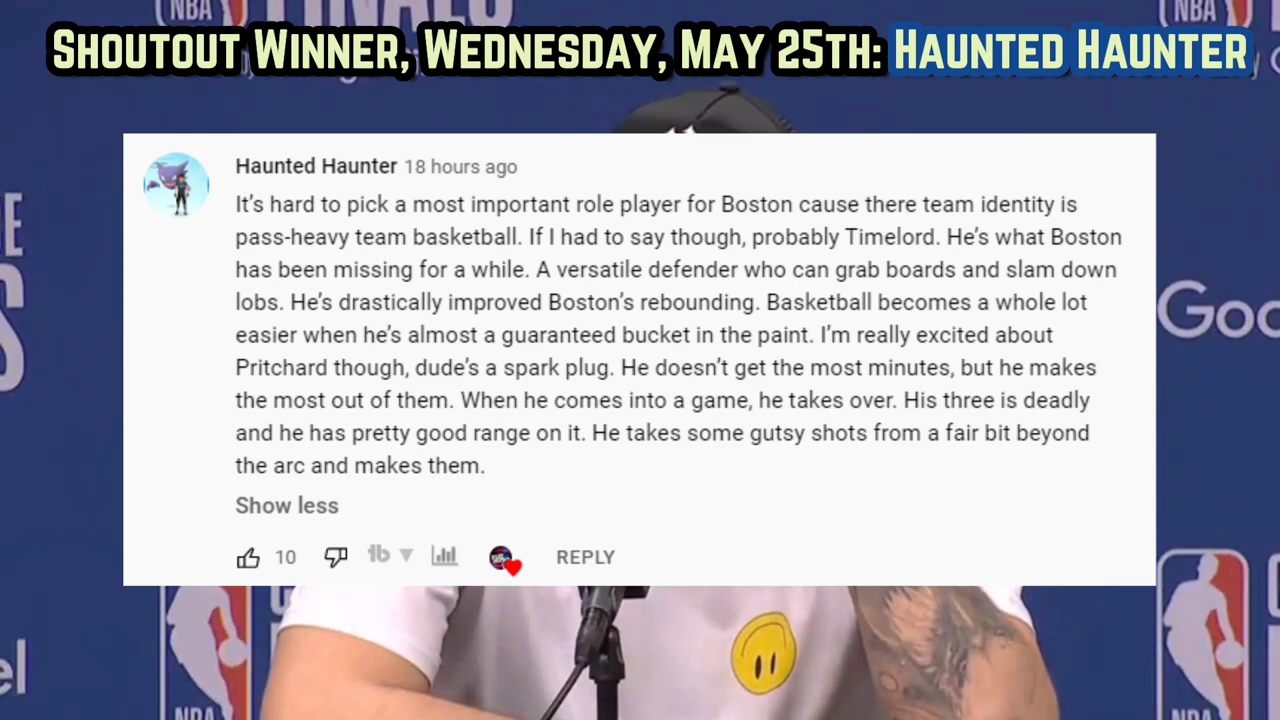 NBA
FINALS
NBA
SHOUTOUT WINNER, WEDNESDAY, MAY 25TH: HAUNTED HAUNTER
Haunted Haunter 18 hours ago
It's hard to pick a most important role player for Boston cause there team identity is
pass-heavy team basketball. If I had to say though, probably Timelord. He's what Boston
has been missing for a while. A versatile defender who can grab boards and slam down
lobs. He's drastically improved Boston's rebounding. Basketball becomes a whole lot
easier when he's almost a guaranteed bucket in the paint. I'm really excited about
Pritchard though, dude's a spark plug. He doesn't get the most minutes, but he makes
the most out of them. When he comes into a game, he takes over. His three is deadly
and he has pretty good range on it. He takes some gutsy shots from a fair bit beyond
the arc and makes them.
Show less
10
REPLY
Goo
el
NBA
NBA